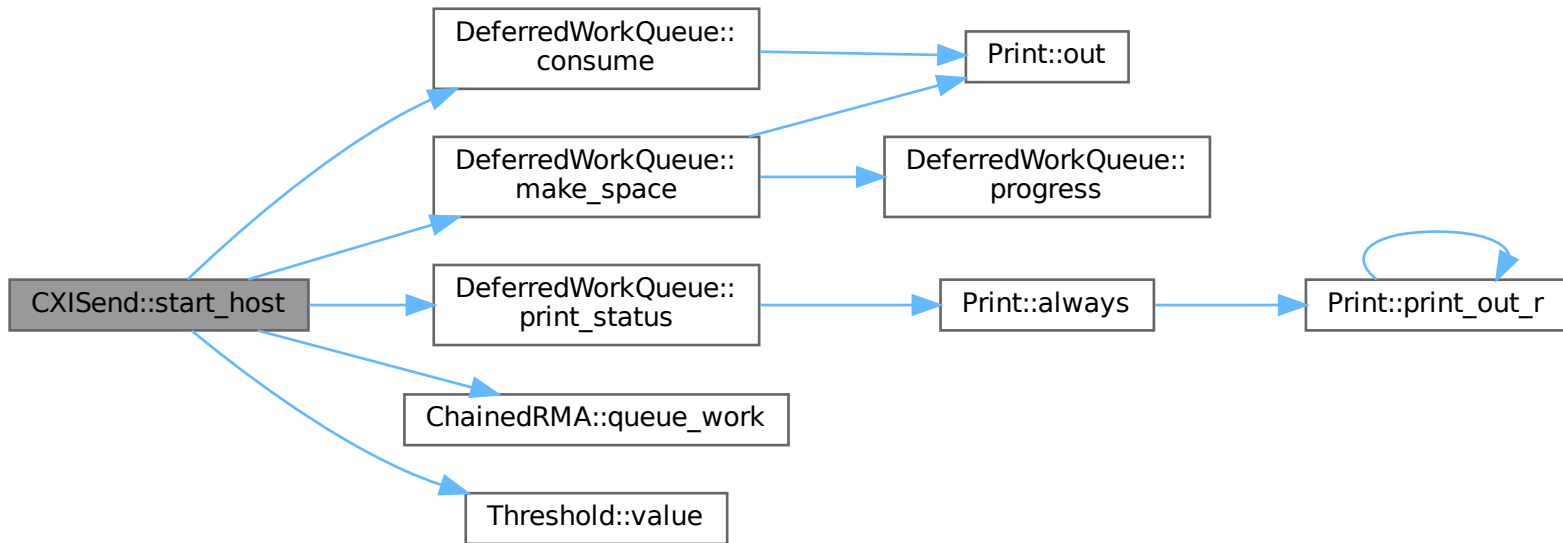 DeferredWorkQueue::
consume
Print::out
DeferredWorkQueue::
make_space
DeferredWorkQueue::
progress
CXISend::start_host
DeferredWorkQueue::
print_status
Print::always
Print::print_out_r
ChainedRMA::queue_work
Threshold::value